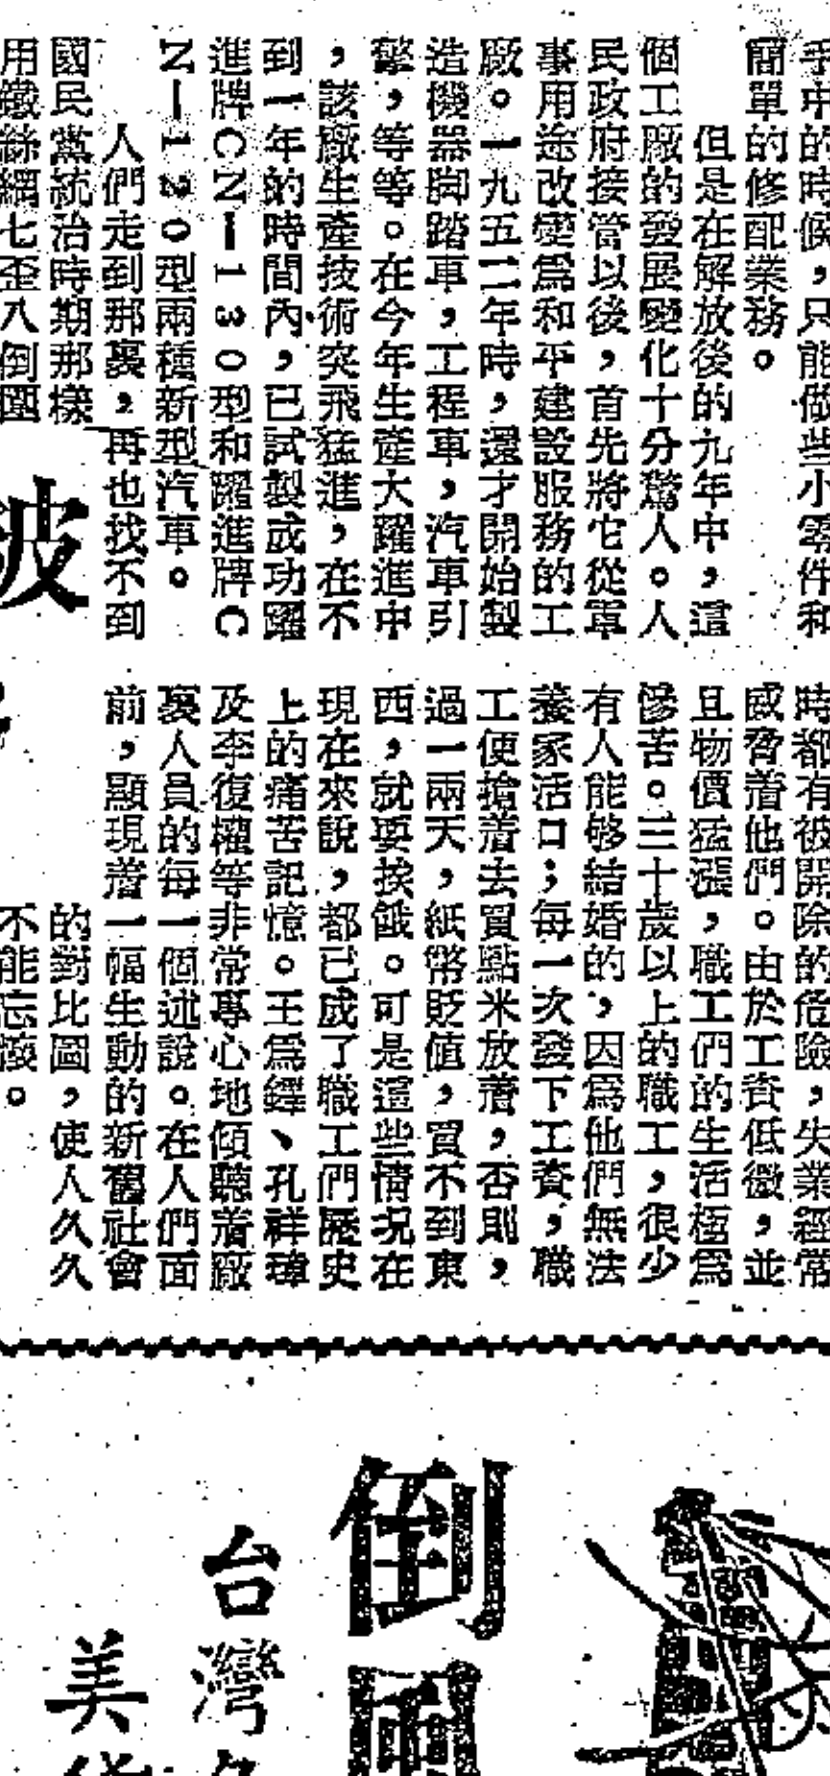 手中的時候，只能做些小零件和
簡單的修配業務。
但是在解放後的九年中，這
個工廠的發展變化十分驚人。人
民政府接管以後，首先將它從軍
事用途改變爲和平建設服務的工
廠。一九五二年時，還才開始製
造機器脚踏車，工程車，汽車引
擎，等等。在今年生產大躍進中
，該廠生產技術突飛猛進，在不
到一年的時間內，已試製成功躍
進牌CN—130型和躍進牌C
N—120型兩種新型汽車。
人們走到那裏，再也找不到
國民黨統治時期那樣
用鐵絲網七歪八倒圍
時都有被開除的危險，失業經常
威脅着他們。由於工資低微，並
且物價猛漲，職工們的生活極爲
慘苦。三十歲以上的職工，很少
有人能够結婚的，因爲他們無法
養家活口；每一次發下工資，職
工便搶着去買點米放着，否則，
過一兩天，紙幣貶值，買不到東
西，就要挨餓。可是這些情况在
現在來說，都已成了職工們歷史
上的痛苦記憶。王爲鐸、孔祥瑋
及李復權等非常專心地傾聽着廠
裏人員的每一個述說。在人們面
前，顯現着一幅生動的新舊社會
的對比圖，使人久久
不能忘懷。
倒
台灣
美